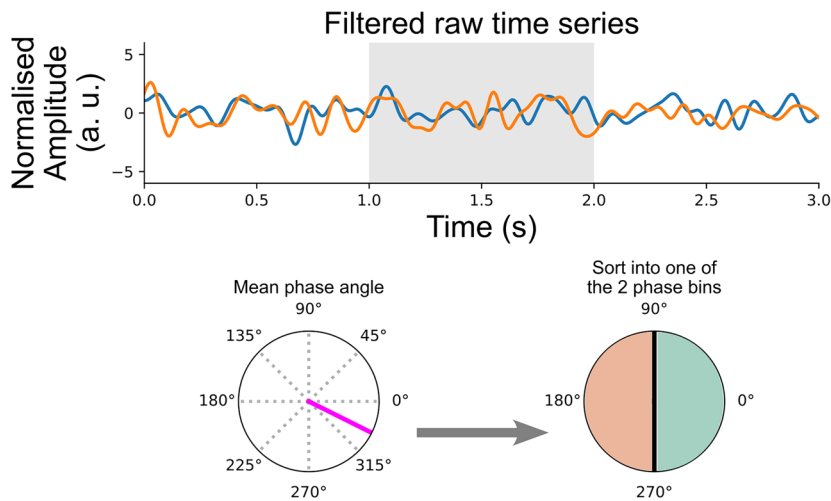 Filtered raw time series
Normalised
Amplitude
(a. u.)
5
0
−5
0.0 0.5 1.0 1.5 2.0 2.5 3.0
Time (s)
Mean phase angle
90°
135° 45°
180° 0°
225° 315°
270°
Sort into one of
the 2 phase bins
90°
180° 0°
270°